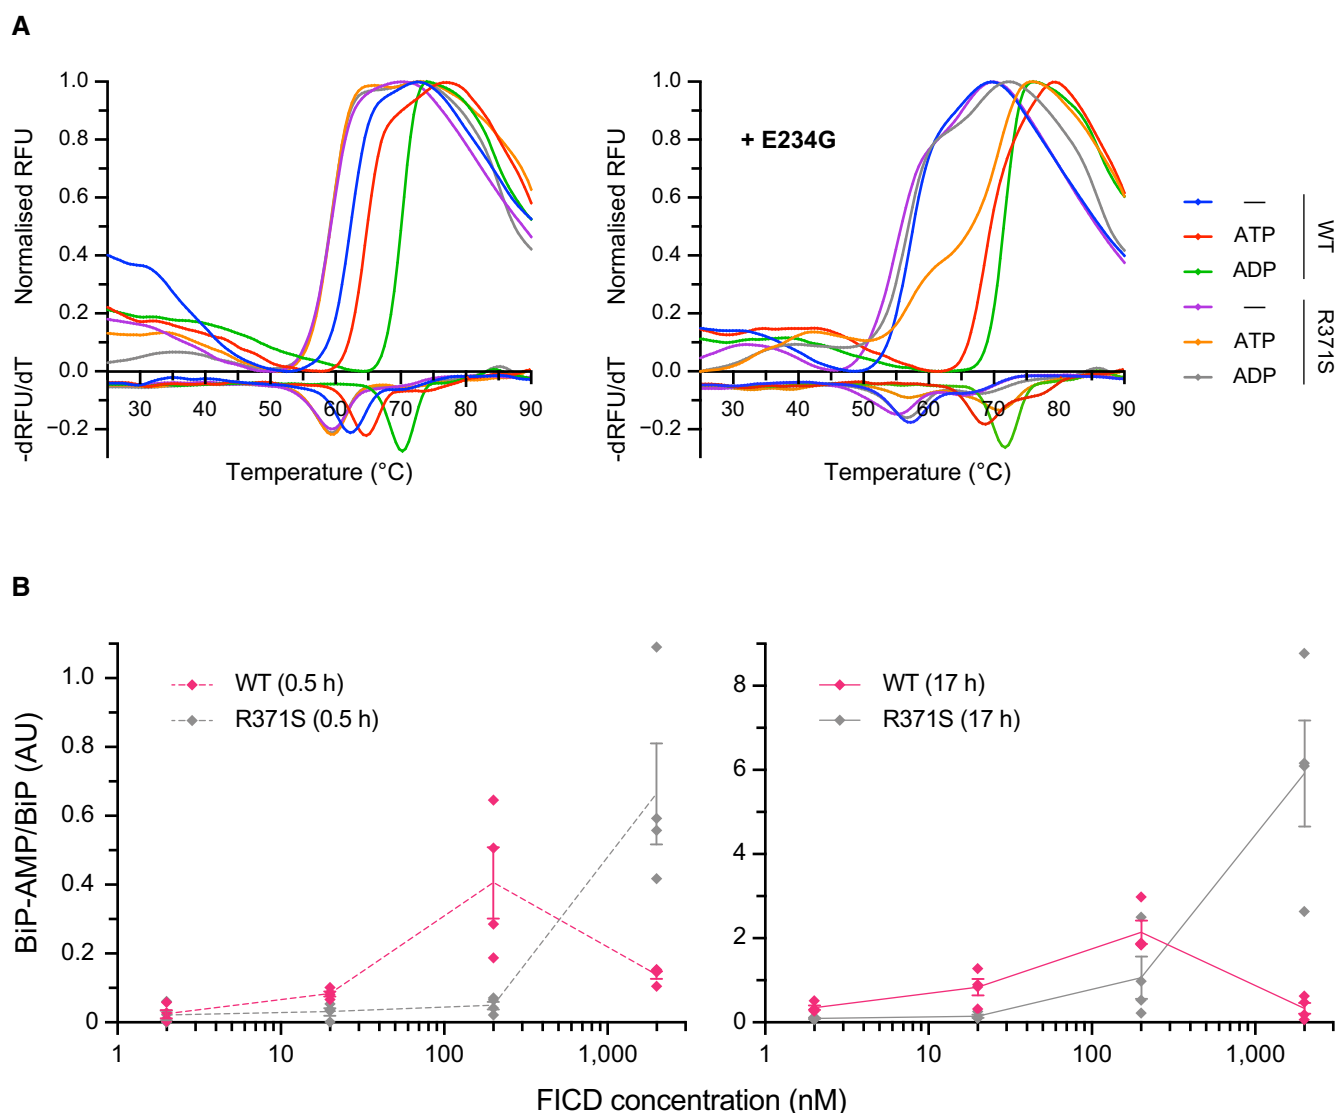 A
1.0
0.8
0.6
0.4
0.2
0.0
−0.2
Normalised RFU
-dRFU/dT
30 40 50 60 70 80 90
Temperature (°C)
1.0
0.8
0.6
0.4
0.2
0.0
−0.2
Normalised RFU
-dRFU/dT
+ E234G
30 40 50 60 70 80 90
Temperature (°C)
—
ATP
ADP
WT
—
ATP
ADP
R371S
B
BiP-AMP/BiP (AU)
1.0
0.8
0.6
0.4
0.2
0
WT (0.5 h)
R371S (0.5 h)
1 10 100 1,000
8
6
4
2
0
WT (17 h)
R371S (17 h)
1 10 100 1,000
FICD concentration (nM)